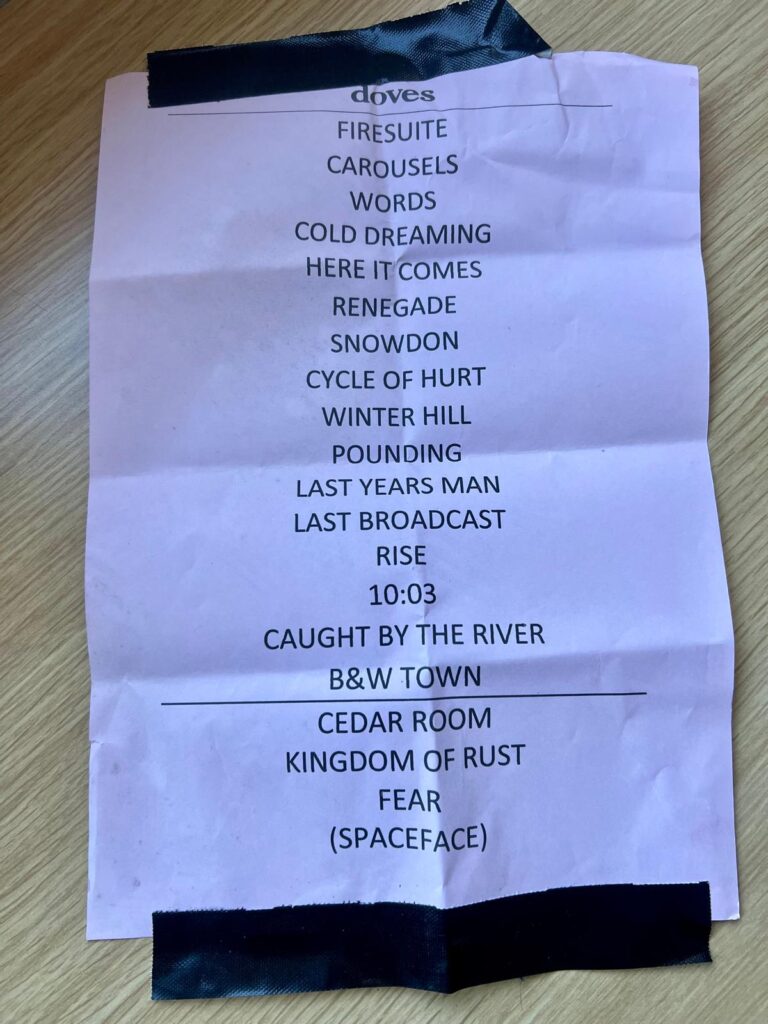 doves
FIRESUITE
CAROUSELS
WORDS
COLD DREAMING
HERE IT COMES
RENEGADE
SNOWDON
CYCLE OF HURT
WINTER HILL
POUNDING
LAST YEARS MAN
LAST BROADCAST
RISE
10:03
CAUGHT BY THE RIVER
B&W TOWN
CEDAR ROOM
KINGDOM OF RUST
FEAR
(SPACEFACE)